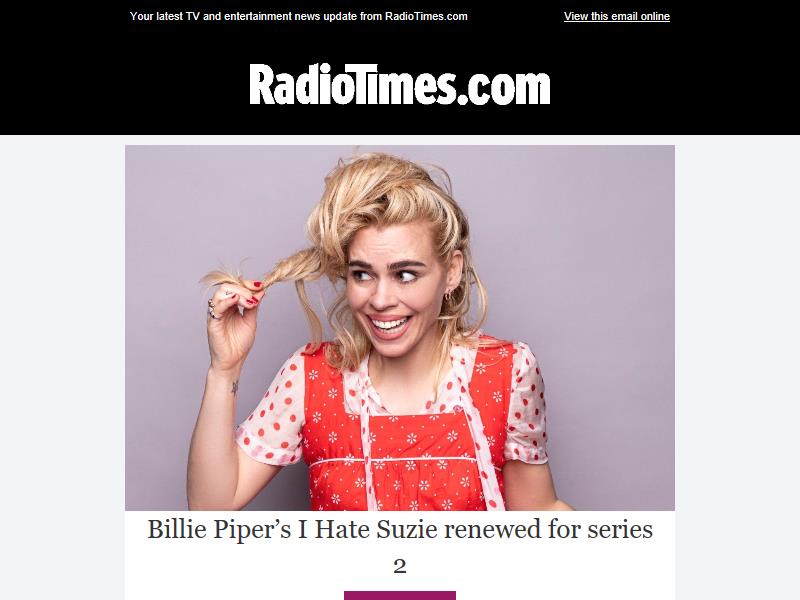 Your latest TV and entertainment news update from RadioTimes.com
View this email online
RadioTimes.com
Billie Piper’s I Hate Suzie renewed for series
2